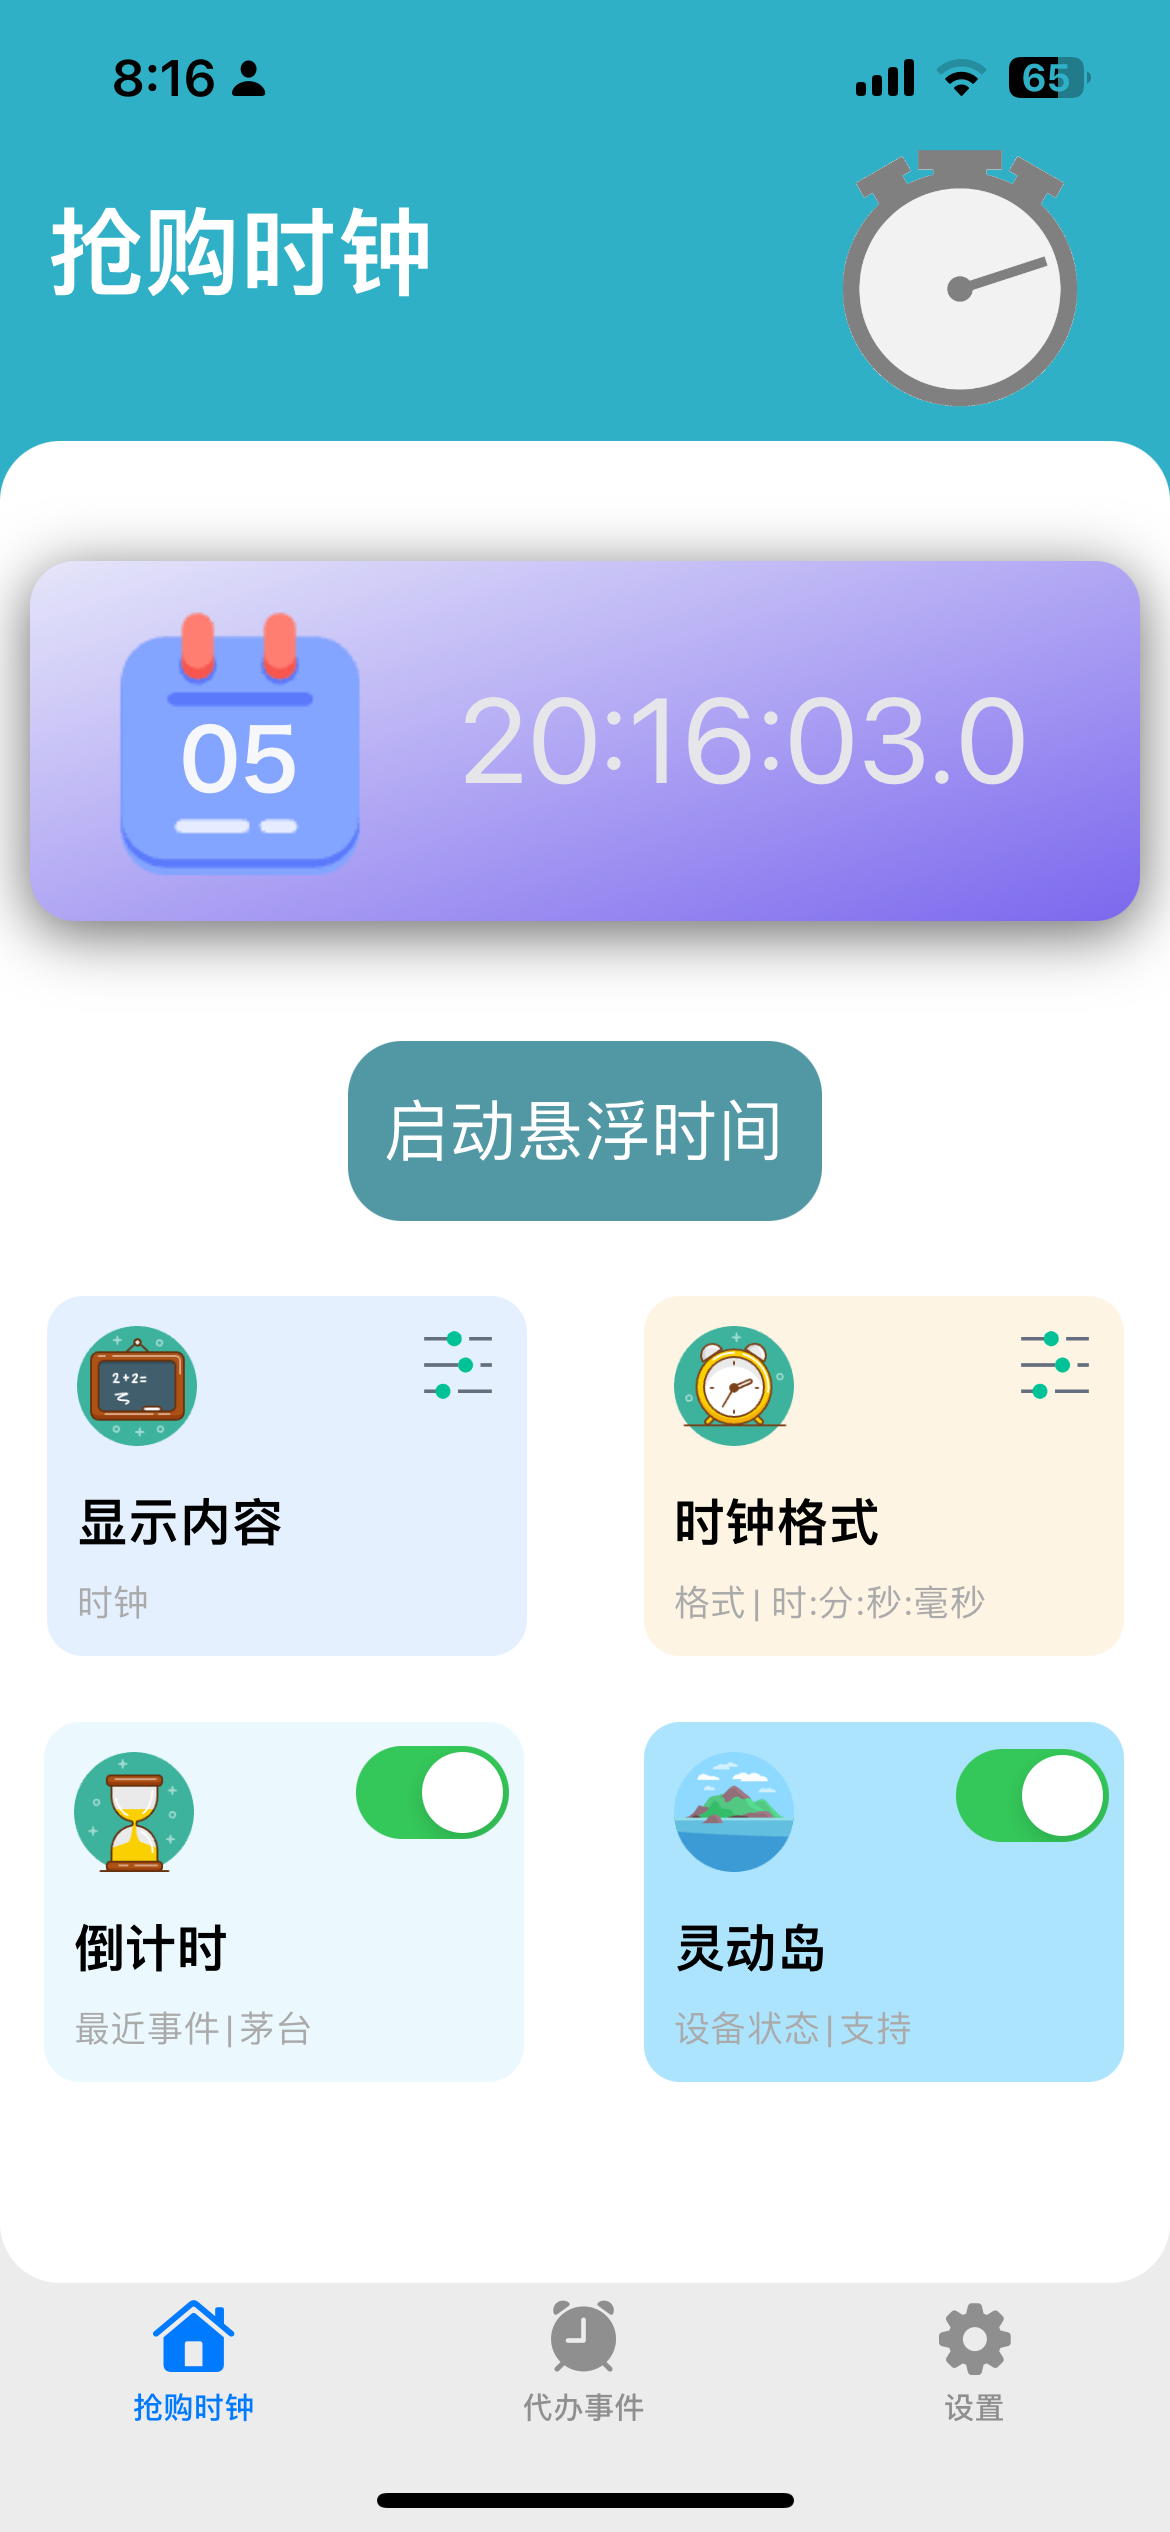 8:16
65
抢购时钟
05
20:16:03.0
启动悬浮时间
2+2=
显示内容
时钟
时钟格式
格式| 时:分:秒:毫秒
倒计时
最近事件|茅台
灵动岛
设备状态|支持
抢购时钟
代办事件
设置